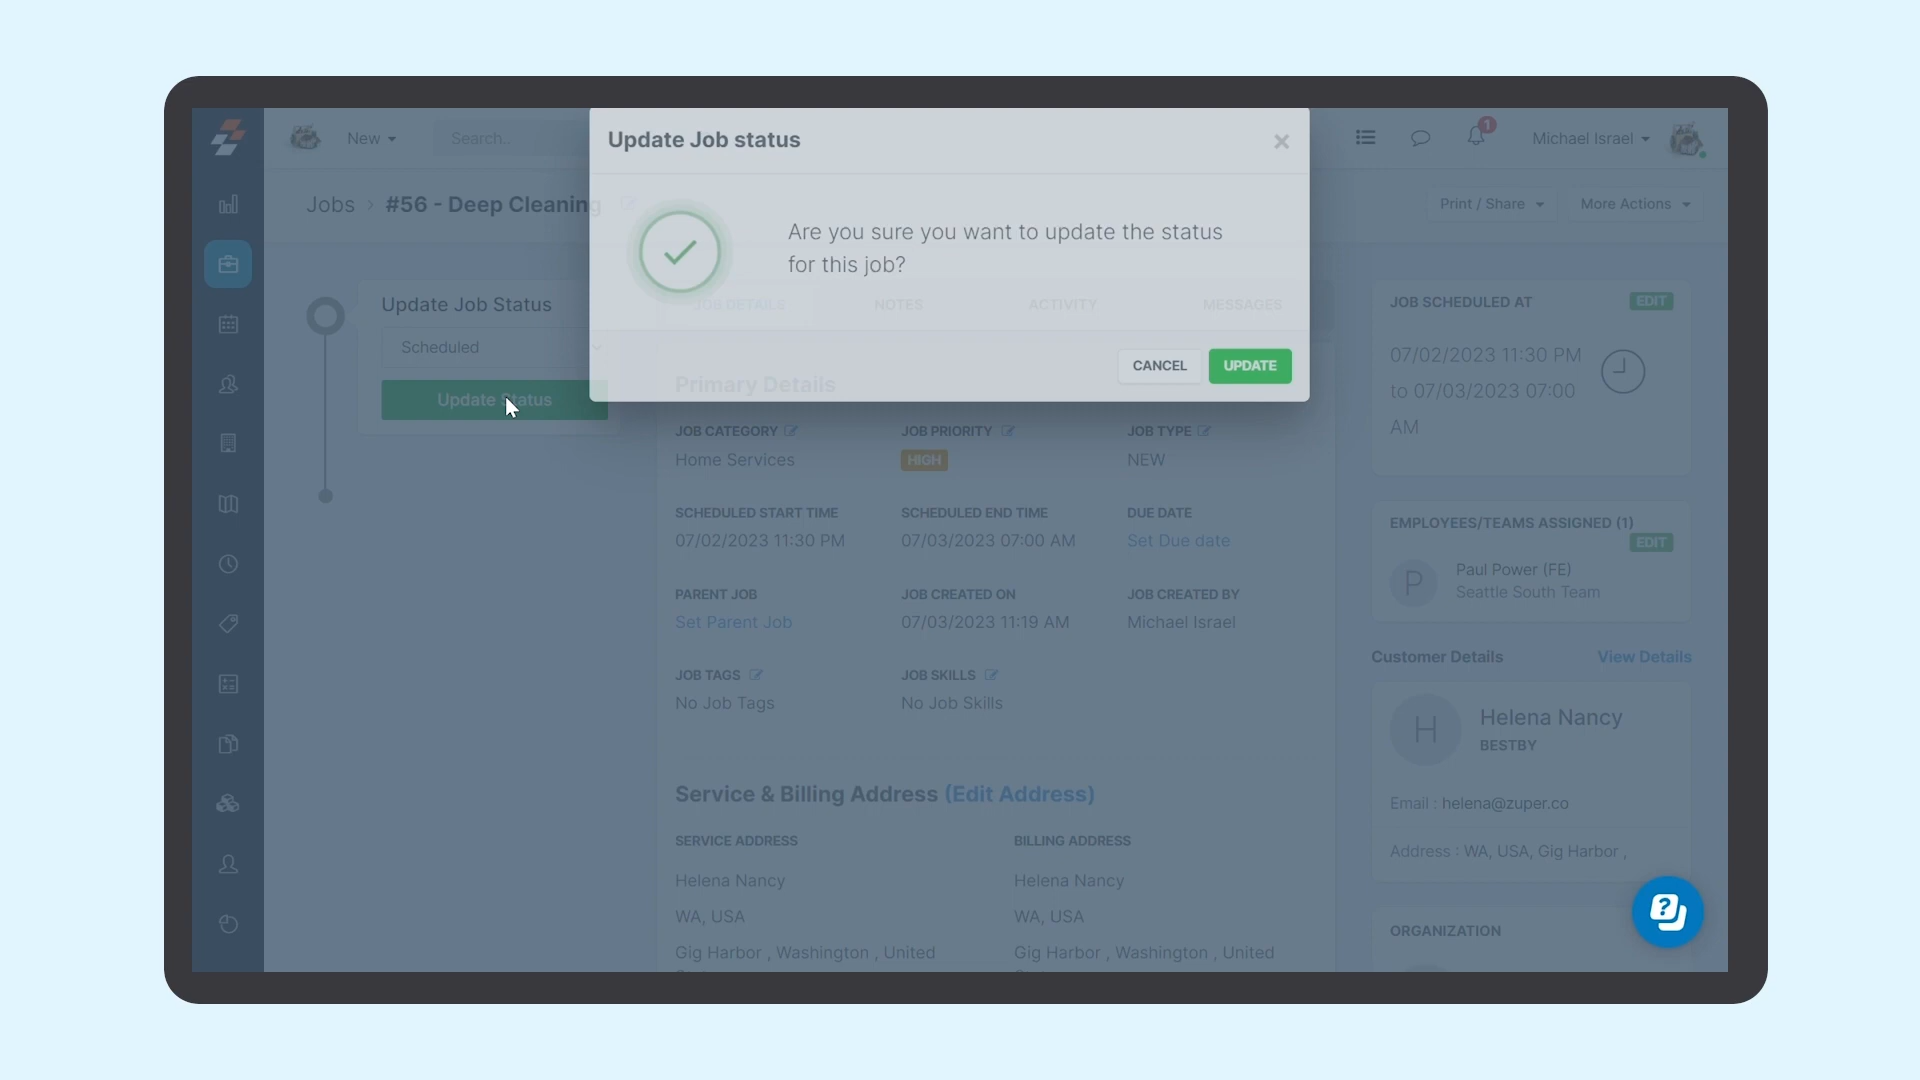 New
Search..
1
Michael Israel
Update Job status
Jobs > #56 - Deep Cleaning
Print / Share
More Actions
Are you sure you want to update the status
for this job?
CANCEL
UPDATE
Update Job Status
Scheduled
Update Status
JOB DETAILS
NOTES
ACTIVITY
MESSAGES
Primary Details
JOB CATEGORY
Home Services
JOB PRIORITY
HIGH
JOB TYPE
NEW
SCHEDULED START TIME
07/02/2023 11:30 PM
SCHEDULED END TIME
07/03/2023 07:00 AM
DUE DATE
Set Due date
PARENT JOB
Set Parent Job
JOB CREATED ON
07/03/2023 11:19 AM
JOB CREATED BY
Michael Israel
JOB TAGS
No Job Tags
JOB SKILLS
No Job Skills
Service & Billing Address (Edit Address)
SERVICE ADDRESS
Helena Nancy
WA, USA
Gig Harbor , Washington , United
BILLING ADDRESS
Helena Nancy
WA, USA
Gig Harbor , Washington , United
JOB SCHEDULED AT
EDIT
07/02/2023 11:30 PM
to 07/03/2023 07:00
AM
EMPLOYEES/TEAMS ASSIGNED (1)
EDIT
P
Paul Power (FE)
Seattle South Team
Customer Details
View Details
H
Helena Nancy
BESTBY
Email : helena@zuper.co
Address : WA, USA, Gig Harbor ,
?
ORGANIZATION